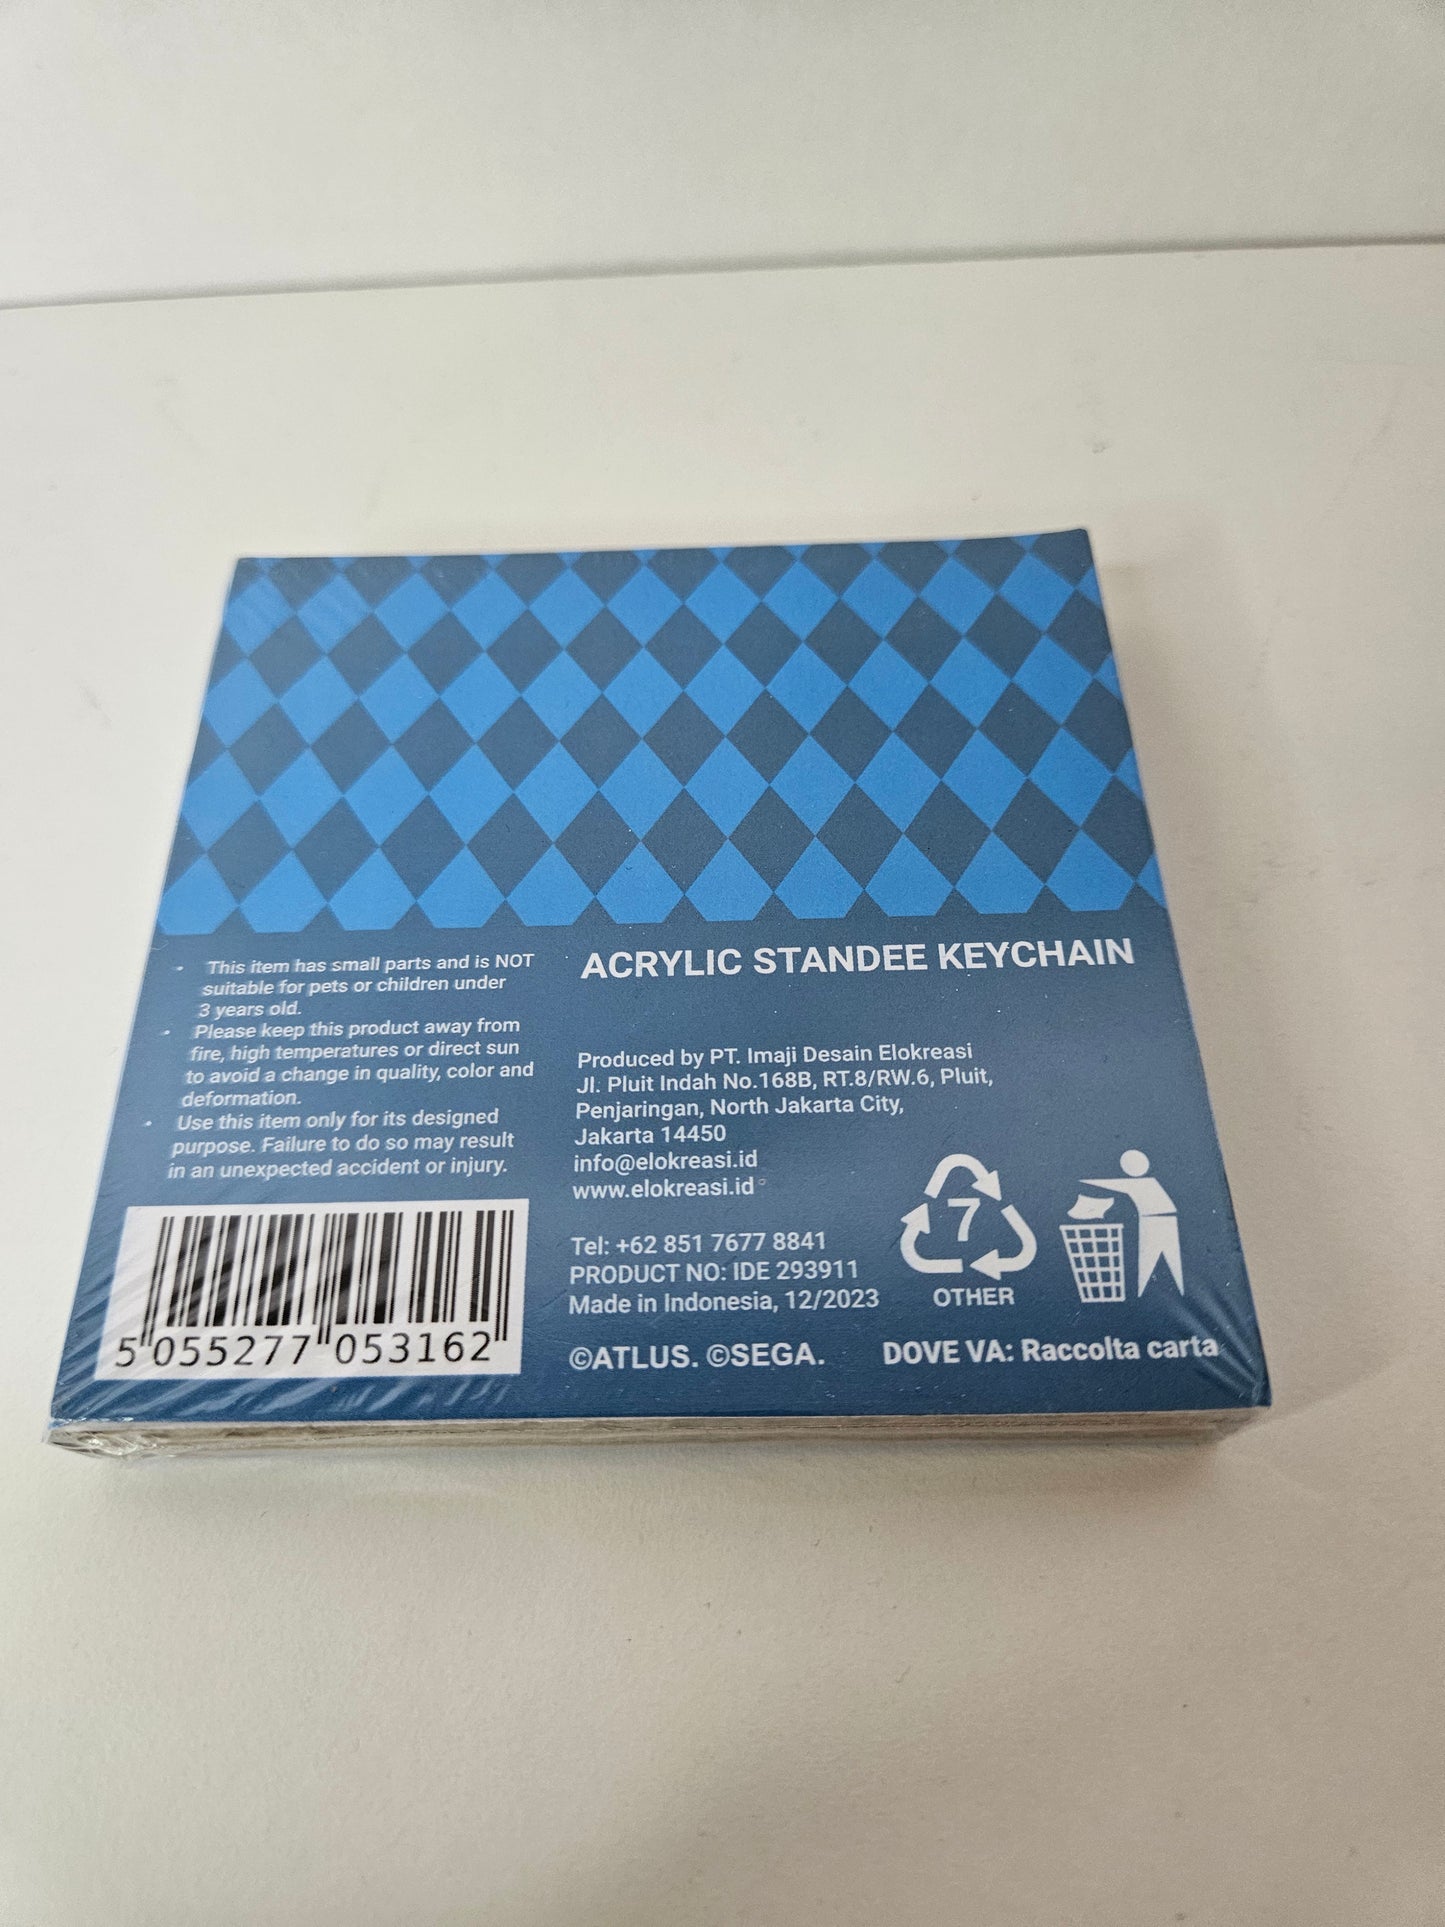 • This item has small parts and is NOT
suitable for pets or children under
3 years old.
• Please keep this product away from
fire, high temperatures or direct sun
to avoid a change in quality, color and
deformation.
• Use this item only for its designed
purpose. Failure to do so may result
in an unexpected accident or injury.
5 055277 053162
ACRYLIC STANDEE KEYCHAIN
Produced by PT. Imaji Desain Elokreasi
Jl. Pluit Indah No.168B, RT.8/RW.6, Pluit,
Penjaringan, North Jakarta City,
Jakarta 14450
info@elokreasi.id
www.elokreasi.id
Tel: +62 851 7677 8841
PRODUCT NO: IDE 293911
Made in Indonesia, 12/2023
©ATLUS. ©SEGA.
7
OTHER
DOVE VA: Raccolta carta